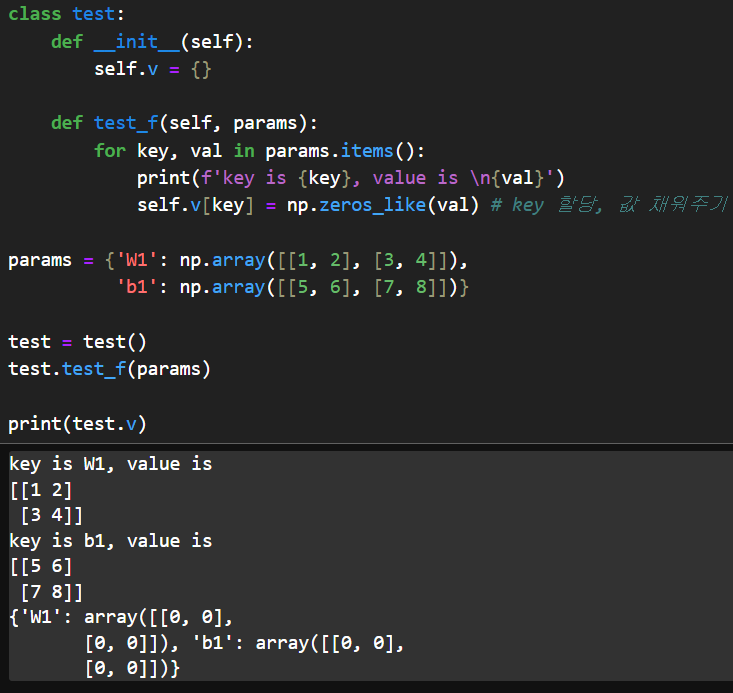 class test:
    def __init__(self):
        self.v = {}

    def test_f(self, params):
        for key, val in params.items():
            print(f'key is {key}, value is \n{val}')
            self.v[key] = np.zeros_like(val) # key 할당, 값 채워주기

params = {'W1': np.array([[1, 2], [3, 4]]),
          'b1': np.array([[5, 6], [7, 8]])}

test = test()
test.test_f(params)

print(test.v)
key is W1, value is
[[1 2]
 [3 4]]
key is b1, value is
[[5 6]
 [7 8]]
{'W1': array([[0, 0],
       [0, 0]]), 'b1': array([[0, 0],
       [0, 0]])}